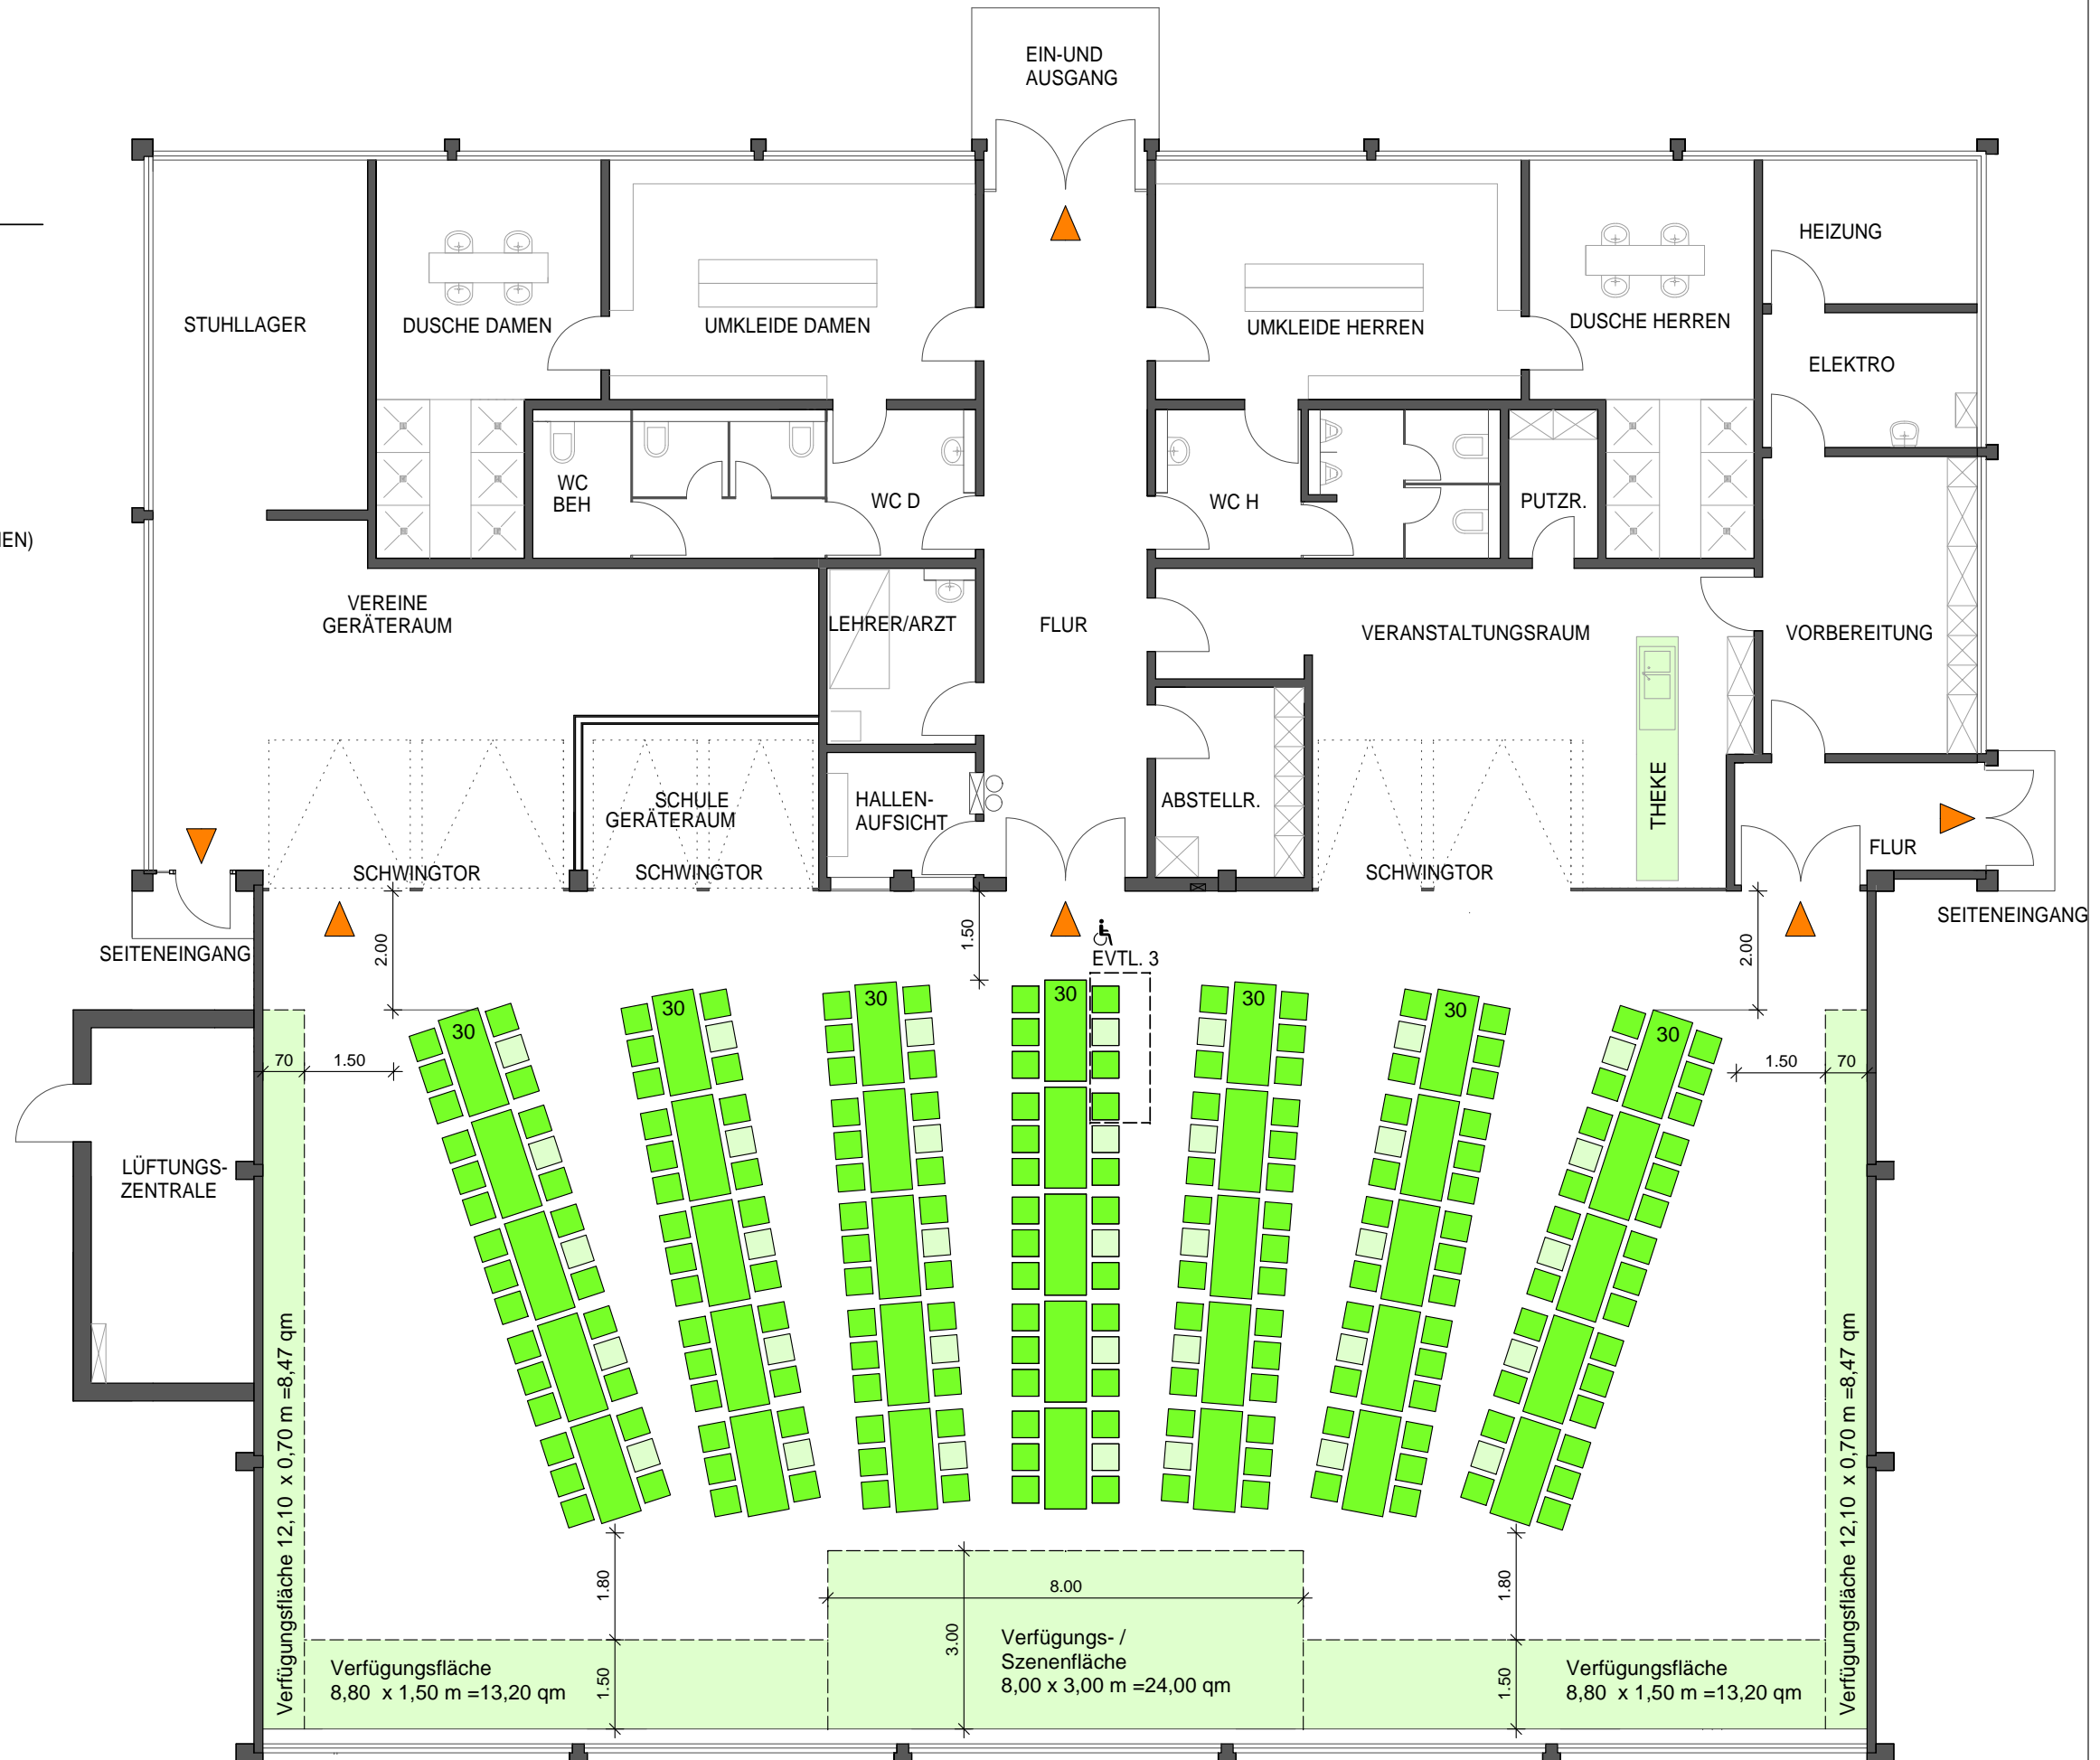 EIN-UND
AUSGANG
HEIZUNG
STUHLLAGER
DUSCHE DAMEN
UMKLEIDE DAMEN
UMKLEIDE HERREN
DUSCHE HERREN
ELEKTRO
WC
BEH
WC D
WC H
PUTZR.
EN)
VEREINE
GERÄTERAUM
LEHRER/ARZT
FLUR
VERANSTALTUNGSRAUM
VORBEREITUNG
SCHULE
GERÄTERAUM
HALLEN-
AUFSICHT
ABSTELLR.
THEKE
FLUR
SCHWINGTOR
SCHWINGTOR
SCHWINGTOR
SEITENEINGANG
SEITENEINGANG
2.00
1.50
EVTL. 3
2.00
30
30
30
30
30
30
30
70
1.50
1.50
70
LÜFTUNGS-
ZENTRALE
Verfügungsfläche 12,10 x 0,70 m =8,47 qm
Verfügungsfläche 12,10 x 0,70 m =8,47 qm
1.80
8.00
1.80
3.00
Verfügungs- /
Szenenfläche
8,00 x 3,00 m =24,00 qm
Verfügungsfläche
8,80 x 1,50 m =13,20 qm
1.50
1.50
Verfügungsfläche
8,80 x 1,50 m =13,20 qm